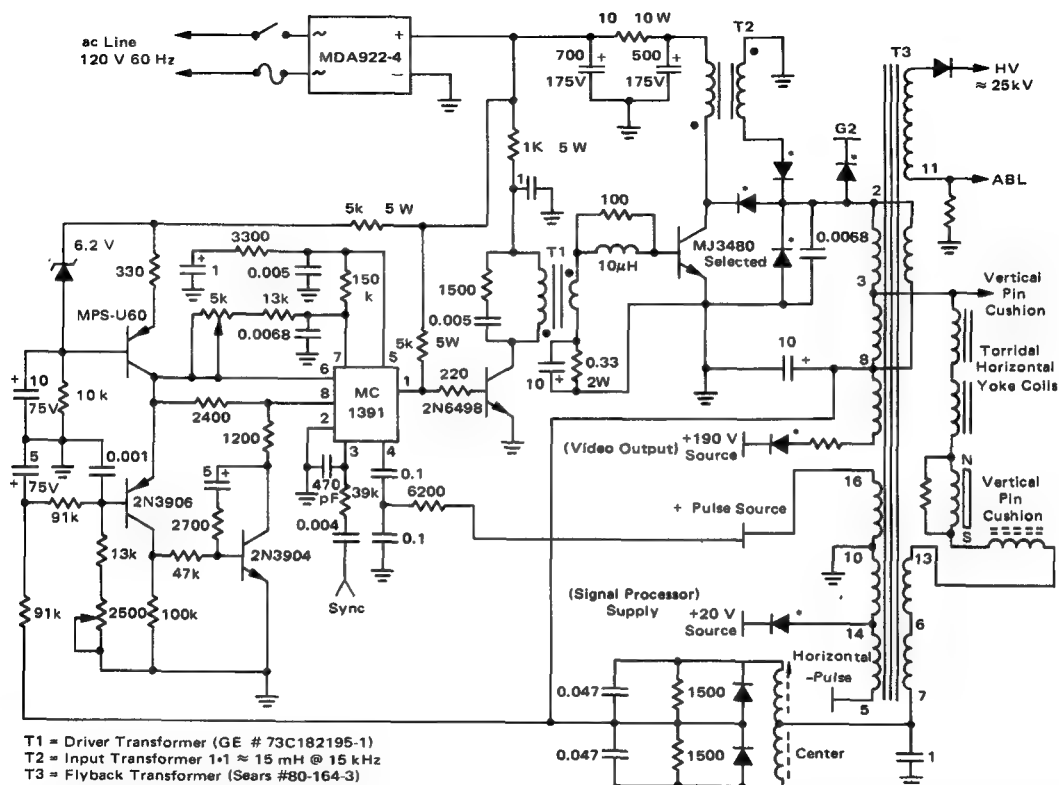 ac Line
120 V 60 Hz
~
~
MDA922-4
+
−
10 10 W
700
175V
+
500
175V
+
T2
T3
HV
≈ 25kV
11
ABL
G2
2
1K 5 W
1
5k 5 W
6.2 V
330
3300
+
1
0.005
150
k
100
T1
10μH
MJ3480
Selected
0.0068
3
Vertical
Pin
Cushion
MPS-U60
5k
13k
0.0068
1500
0.005
5k
5W
7
5
6
8
2
3
4
1
MC
1391
220
2N6498
10
+
0.33
2W
10
+
8
Torridal
Horizontal
Yoke Coils
+
10
75V
10k
2400
1200
(Video Output)
+190 V
Source
5
+
75V
0.001
5
+
470
pF
39k
0.1
6200
+ Pulse Source
16
N
Vertical
Pin
Cushion
S
91k
2N3906
2700
0.004
0.1
10
13
13k
47k
2N3904
Sync
(Signal Processor)
Supply
91k
2500
100k
+20 V
Source
14
6
Horizontal
-Pulse
5
7
0.047
1500
0.047
1500
Center
1
T1 = Driver Transformer (GE # 73C182195-1)
T2 = Input Transformer 1•1 ≈ 15 mH @ 15 kHz
T3 = Flyback Transformer (Sears #80-164-3)